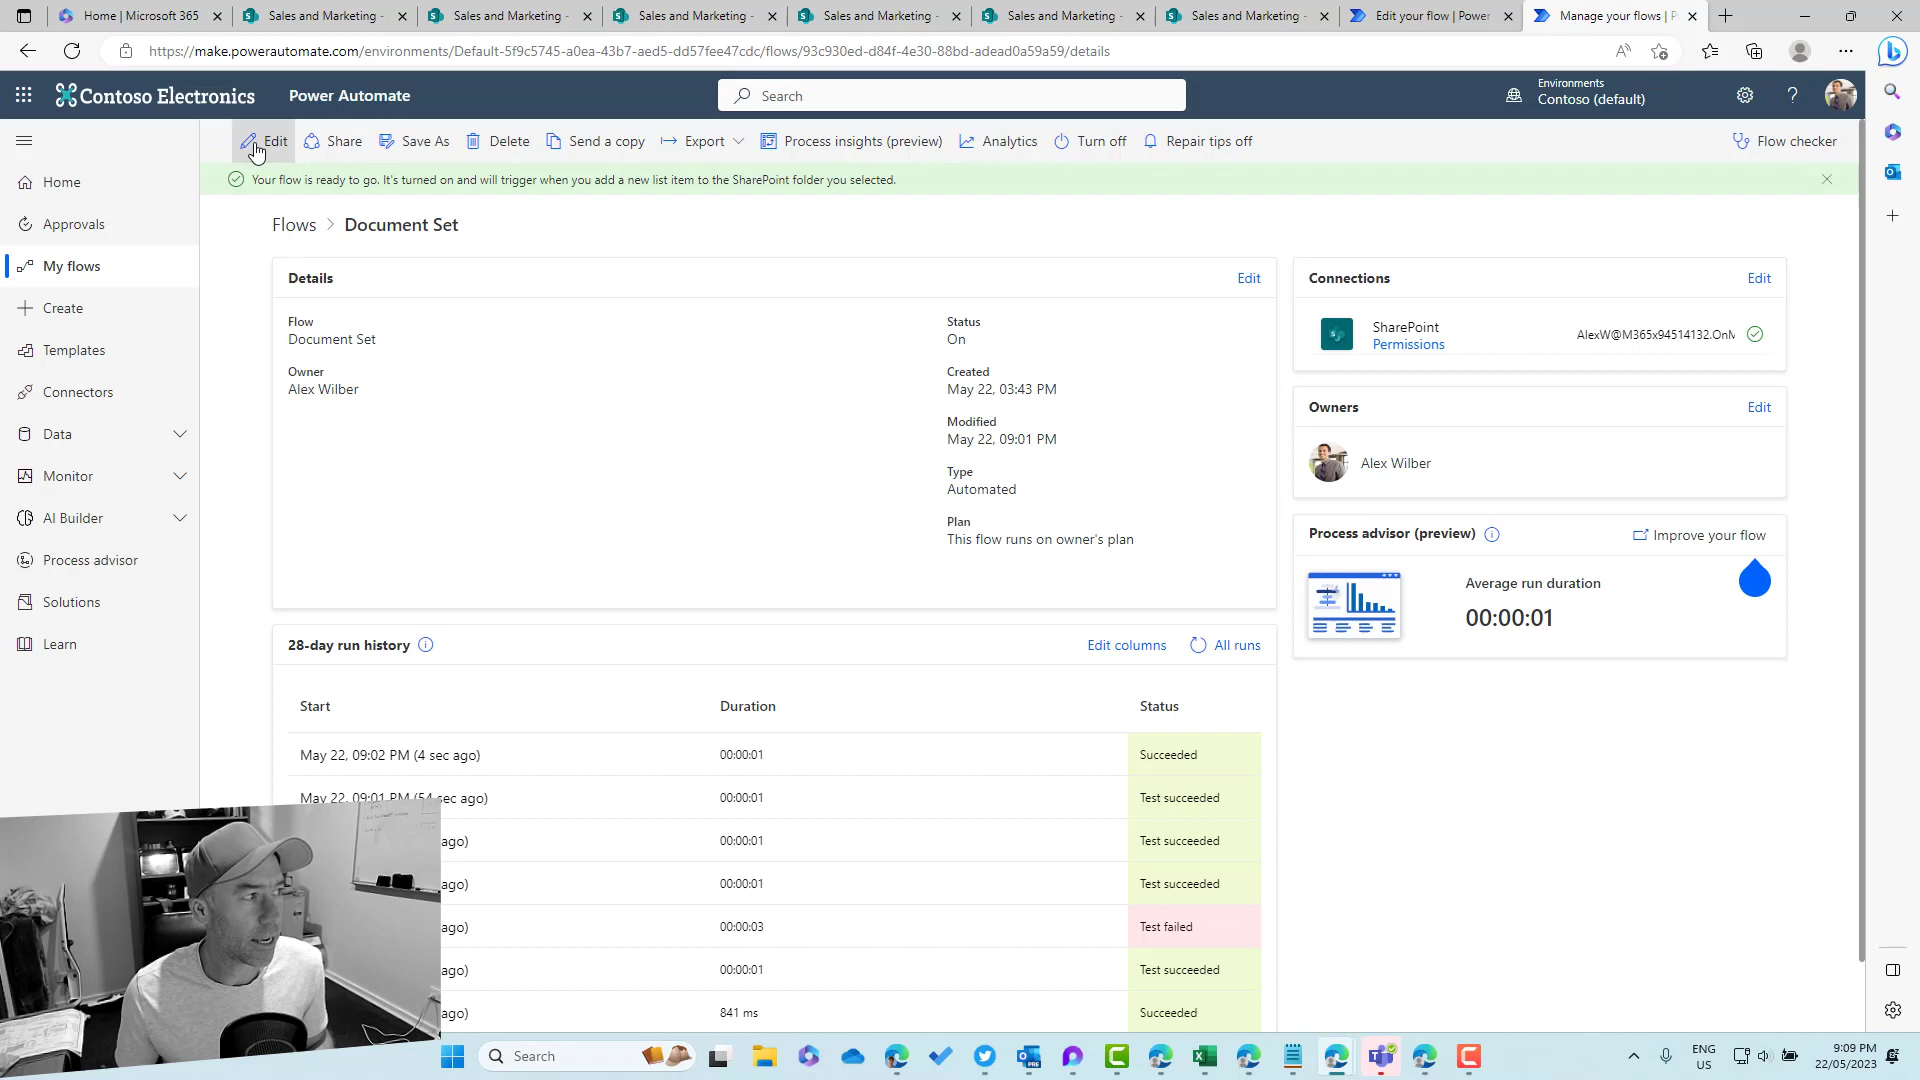 Home | Microsoft 365
Sales and Marketing -
Sales and Marketing -
Sales and Marketing -
Sales and Marketing -
Sales and Marketing -
Sales and Marketing -
Edit your flow | Power
Manage your flows | P
https://make.powerautomate.com/environments/Default-5f9c5745-a0ea-43b7-aed5-dd57fee47cdc/flows/93c930ed-d84f-4e30-88bd-adead0a59a59/details
Contoso Electronics
Power Automate
Search
Environments
Contoso (default)
Edit
Share
Save As
Delete
Send a copy
Export
Process insights (preview)
Analytics
Turn off
Repair tips off
Flow checker
Your flow is ready to go. It's turned on and will trigger when you add a new list item to the SharePoint folder you selected.
Home
Approvals
My flows
Create
Templates
Connectors
Data
Monitor
AI Builder
Process advisor
Solutions
Learn
Flows > Document Set
Details
Edit
Flow
Document Set
Owner
Alex Wilber
Status
On
Created
May 22, 03:43 PM
Modified
May 22, 09:01 PM
Type
Automated
Plan
This flow runs on owner's plan
Connections
Edit
SharePoint
Permissions
AlexW@M365x94514132.OnM
Owners
Edit
Alex Wilber
Process advisor (preview)
Improve your flow
Average run duration
00:00:01
28-day run history
Edit columns
All runs
Start Duration Status
May 22, 09:02 PM (4 sec ago) 00:00:01 Succeeded
May 22, 09:01 PM (54 sec ago) 00:00:01 Test succeeded
ago) 00:00:01 Test succeeded
ago) 00:00:01 Test succeeded
ago) 00:00:03 Test failed
ago) 00:00:01 Test succeeded
ago) 841 ms Succeeded
Search
ENG
US
9:09 PM
22/05/2023